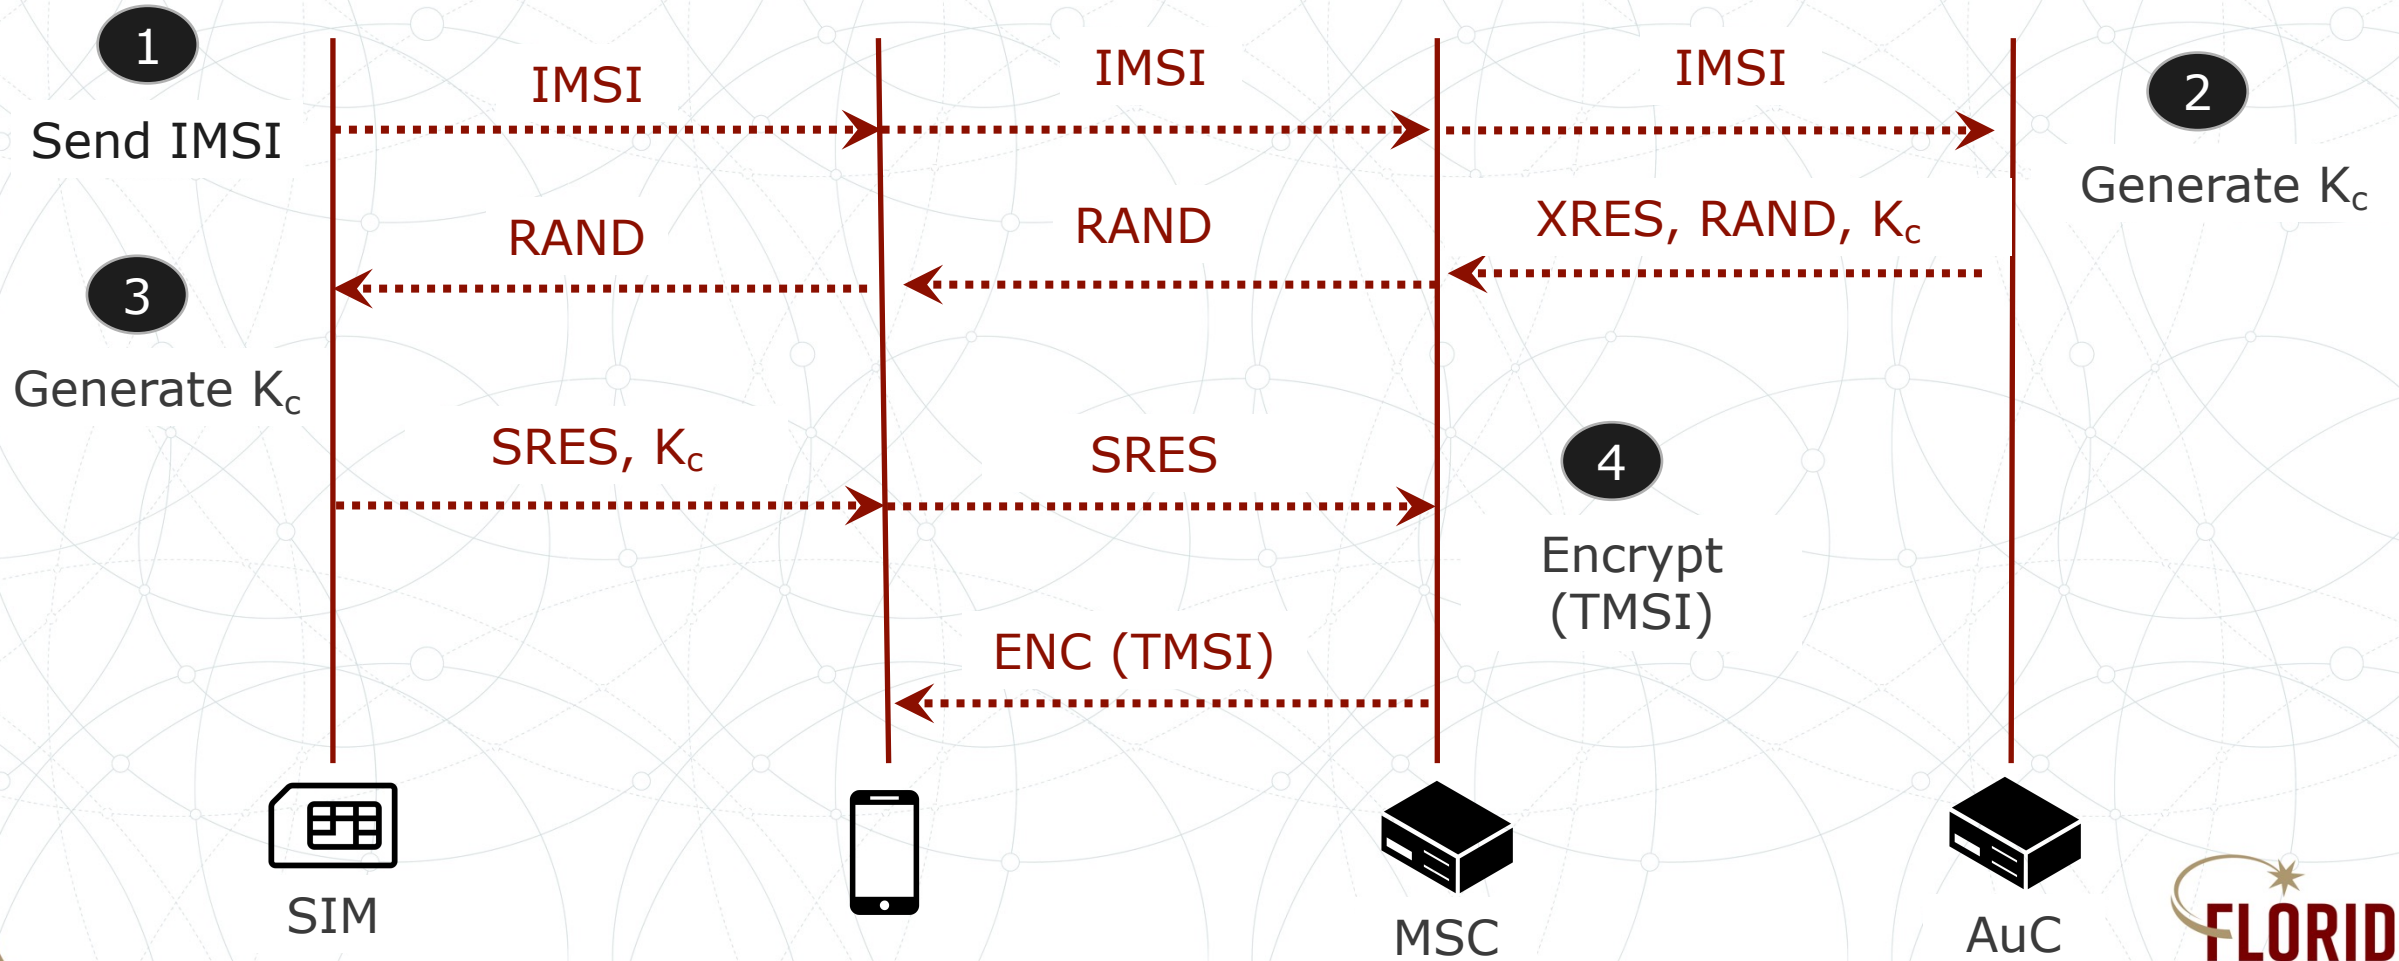 1
Send IMSI
IMSI
IMSI
IMSI
2
Generate Kc
RAND
RAND
XRES, RAND, Kc
3
Generate Kc
SRES, Kc
SRES
4
Encrypt
(TMSI)
ENC (TMSI)
SIM
MSC
AuC
FLORID